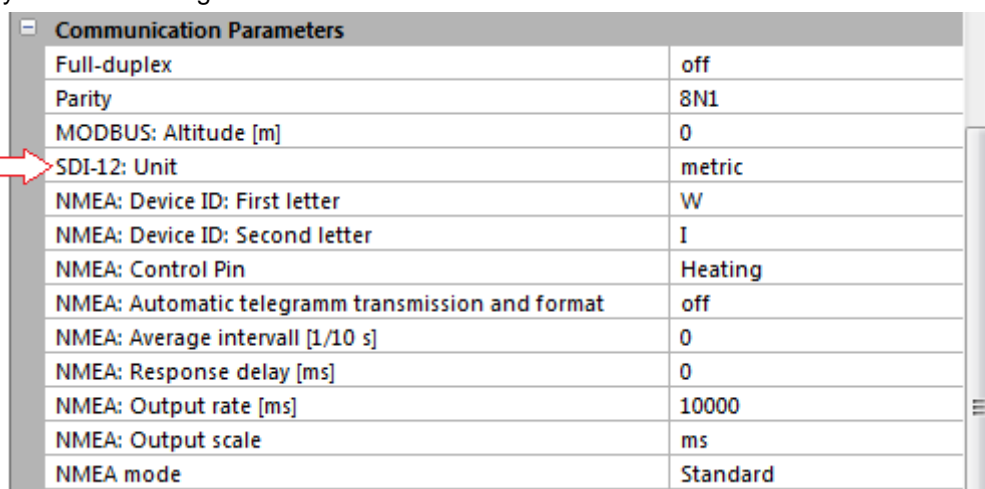 Communication Parameters
Full-duplex off
Parity 8N1
MODBUS: Altitude [m] 0
SDI-12: Unit metric
NMEA: Device ID: First letter W
NMEA: Device ID: Second letter I
NMEA: Control Pin Heating
NMEA: Automatic telegramm transmission and format off
NMEA: Average intervall [1/10 s] 0
NMEA: Response delay [ms] 0
NMEA: Output rate [ms] 10000
NMEA: Output scale ms
NMEA mode Standard